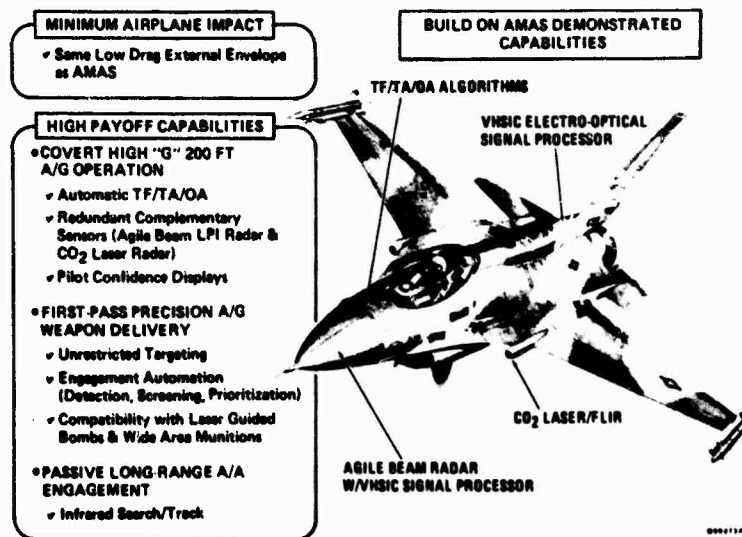 MINIMUM AIRPLANE IMPACT
✓ Same Low Drag External Envelope
as AMAS
HIGH PAYOFF CAPABILITIES
•COVERT HIGH "G" 200 FT
A/G OPERATION
✓ Automatic TF/TA/OA
✓ Redundant Complementary
Sensors (Agile Beam LPI Radar &
CO2 Laser Radar)
✓ Pilot Confidence Displays
•FIRST-PASS PRECISION A/G
WEAPON DELIVERY
✓ Unrestricted Targeting
✓ Engagement Automation
(Detection, Screening, Prioritization)
✓ Compatibility with Laser Guided
Bombs & Wide Area Munitions
•PASSIVE LONG-RANGE A/A
ENGAGEMENT
✓ Infrared Search/Track
BUILD ON AMAS DEMONSTRATED
CAPABILITIES
TF/TA/OA ALGORITHMS
VHSIC ELECTRO-OPTICAL
SIGNAL PROCESSOR
CO2 LASER/FLIR
AGILE BEAM RADAR
W/VHSIC SIGNAL PROCESSOR